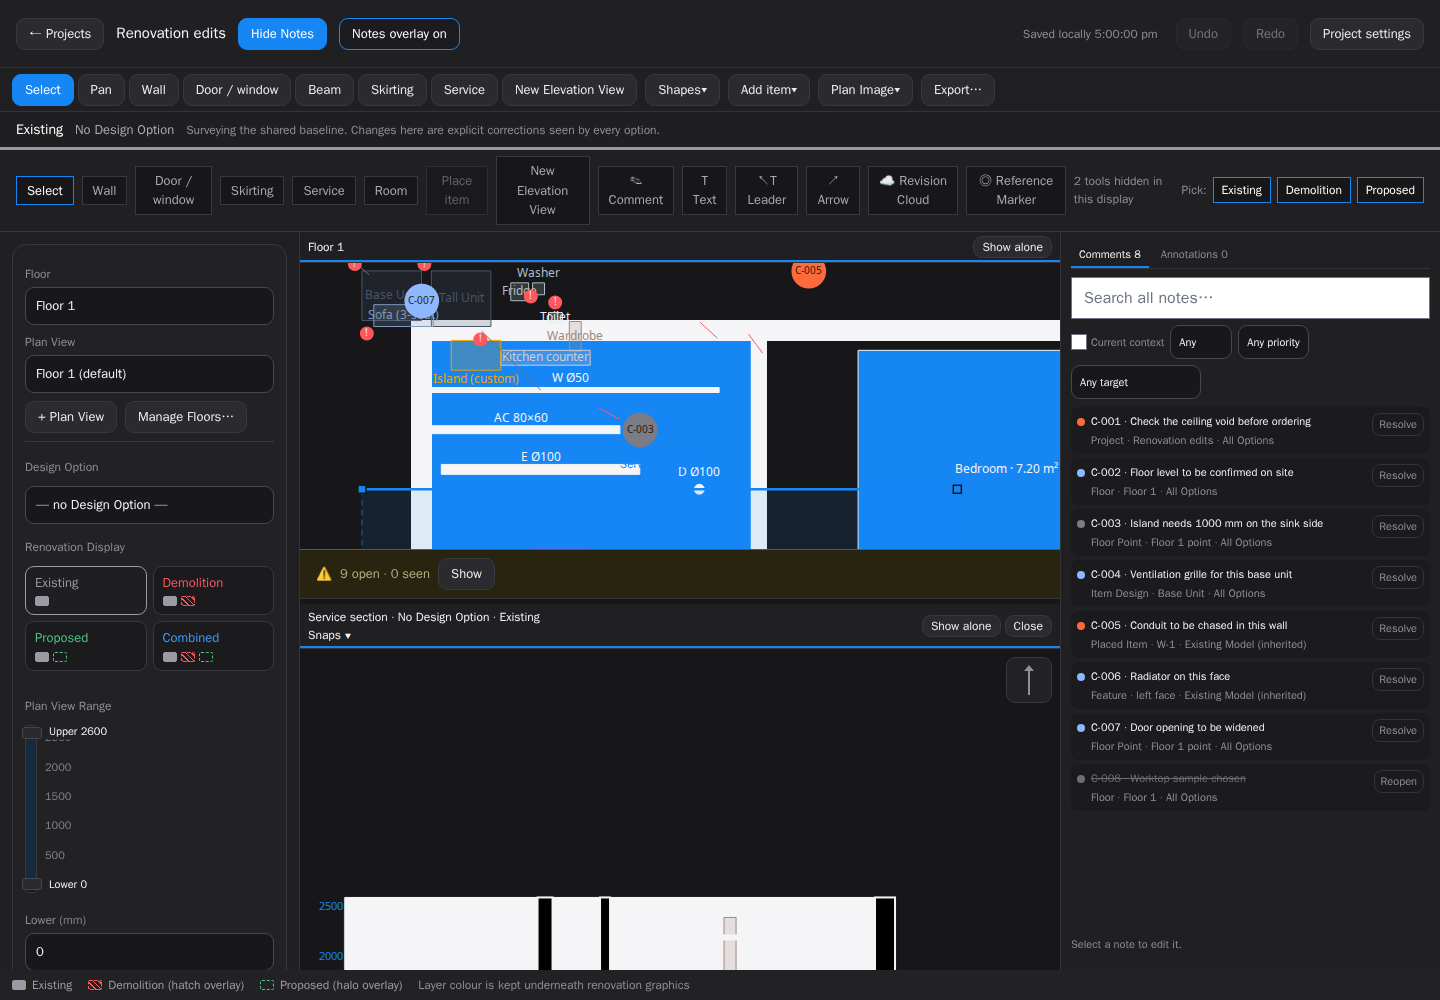 ← Projects
Renovation edits
Hide Notes
Notes overlay on
Saved locally 5:00:00 pm
Undo
Redo
Project settings
Select
Pan
Wall
Door / window
Beam
Skirting
Service
New Elevation View
Shapes▾
Add item▾
Plan Image▾
Export⋯
Existing
No Design Option
Surveying the shared baseline. Changes here are explicit corrections seen by every option.
Select
Wall
Door /
window
Skirting
Service
Room
Place
item
New
Elevation
View
Comment
T
Text
↖T
Leader
↗
Arrow
☁️ Revision
Cloud
◎ Reference
Marker
2 tools hidden in
this display
Pick:
Existing
Demolition
Proposed
Floor
Floor 1
Plan View
Floor 1 (default)
+ Plan View
Manage Floors⋯
Design Option
— no Design Option —
Renovation Display
Existing
Demolition
Proposed
Combined
Plan View Range
Upper 2600
2000
1500
1000
500
Lower 0
Lower (mm)
0
Floor 1
Show alone
C-005
Washer
Fridge
Tall Unit
C-007
Sofa (3-seat)
Toilet
Wardrobe
Kitchen counter
Island (custom)
W Ø50
AC 80×60
C-003
E Ø100
D Ø100
Bedroom · 7.20 m²
⚠️ 9 open · 0 seen
Show
Service section · No Design Option · Existing
Snaps ▾
Show alone
Close
2500
2000
Comments 8
Annotations 0
Search all notes⋯
Current context
Any
Any priority
Any target
C-001 · Check the ceiling void before ordering
Project · Renovation edits · All Options
Resolve
C-002 · Floor level to be confirmed on site
Floor · Floor 1 · All Options
Resolve
C-003 · Island needs 1000 mm on the sink side
Floor Point · Floor 1 point · All Options
Resolve
C-004 · Ventilation grille for this base unit
Item Design · Base Unit · All Options
Resolve
C-005 · Conduit to be chased in this wall
Placed Item · W-1 · Existing Model (inherited)
Resolve
C-006 · Radiator on this face
Feature · left face · Existing Model (inherited)
Resolve
C-007 · Door opening to be widened
Floor Point · Floor 1 point · All Options
Resolve
C-008 · Worktop sample chosen
Floor · Floor 1 · All Options
Reopen
Select a note to edit it.
Existing
Demolition (hatch overlay)
Proposed (halo overlay)
Layer colour is kept underneath renovation graphics